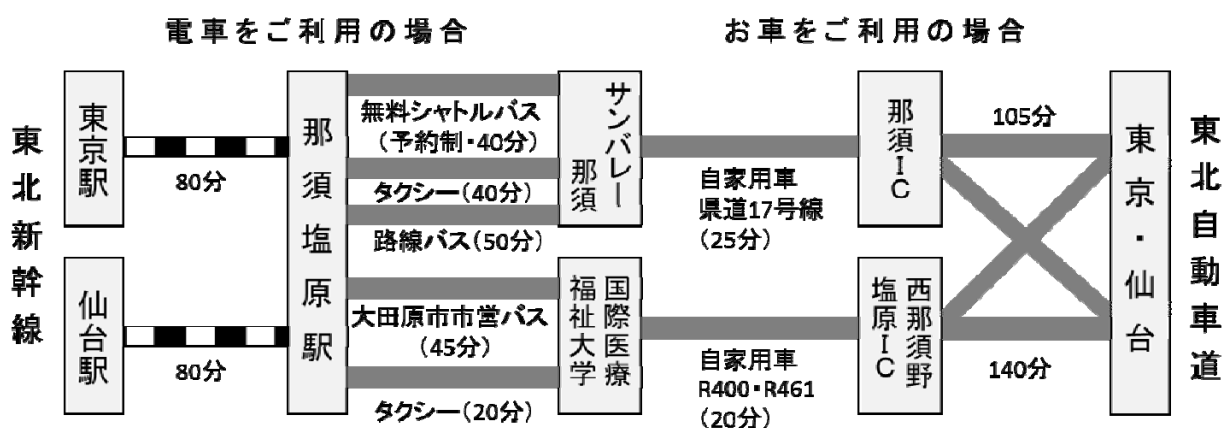 電車をご利用の場合
お車をご利用の場合
東北新幹線
東京駅
80分
仙台駅
80分
那須塩原駅
無料シャトルバス
（予約制・40分）
タクシー（40分）
路線バス（50分）
大田原市市営バス
（45分）
タクシー（20分）
サンバレー
那須
国際医療
福祉大学
自家用車
県道17号線
（25分）
自家用車
R400・R461
（20分）
那須IC
西那須野
塩原IC
105分
140分
東京・仙台
東北自動車道